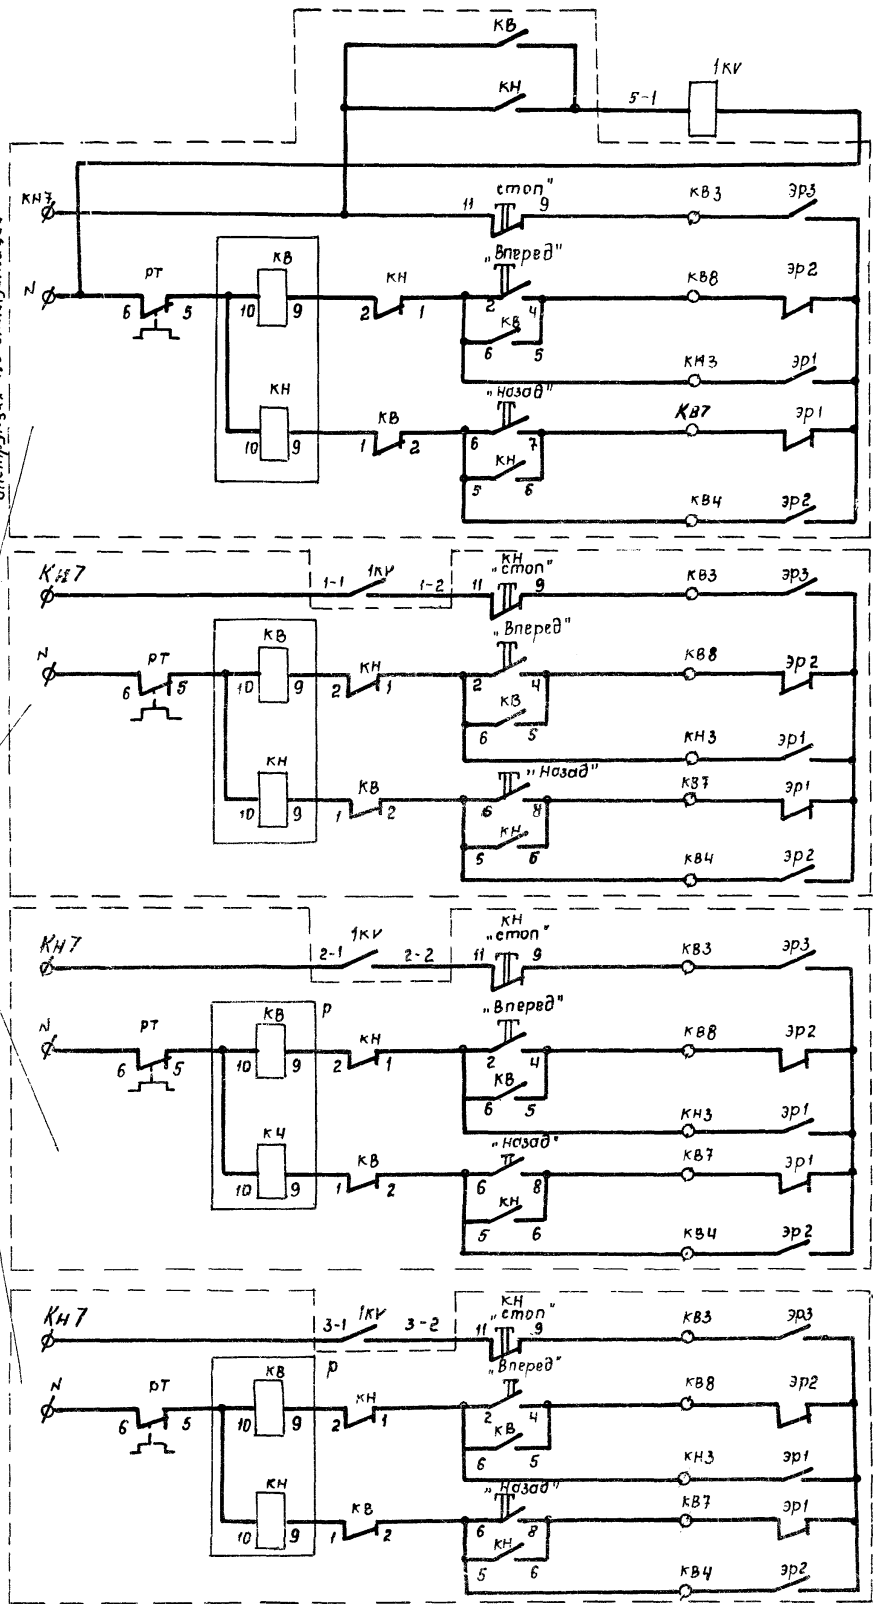 КВ
1KV
КН
5-1
КН7
11 „стоп" 9 КВ3 ЭР3
N РТ КВ КН „Вперед" КВ8 ЭР2
6 5 10 9 2 1 2 4
КВ
6 5
КН3 ЭР1
КН КВ „Назад" КВ7 ЭР1
10 9 1 2 6 7
КН
5 6
КВ4 ЭР2
КН7 1-1 1KV 1-2 11 КН „стоп" 9 КВ3 ЭР3
N РТ КВ КН „Вперед" КВ8 ЭР2
6 5 10 9 2 1 2 4
КВ
6 5
КН3 ЭР1
КН КВ „Назад" КВ7 ЭР1
10 9 1 2 6 8
КН
5 6
КВ4 ЭР2
КН7 2-1 1KV 2-2 11 КН „стоп" 9 КВ3 ЭР3
N РТ КВ Р КН „Вперед" КВ8 ЭР2
6 5 10 9 2 1 2 4
КВ
6 5
КН3 ЭР1
КН КВ „Назад" КВ7 ЭР1
10 9 1 2 6 8
КН
5 6
КВ4 ЭР2
КН7 3-1 1KV 3-2 11 КН „стоп" 9 КВ3 ЭР3
N РТ КВ Р КН „Вперед" КВ8 ЭР2
6 5 10 9 2 1 2 4
КВ
6 5
КН3 ЭР1
КН КВ „Назад" КВ7 ЭР1
10 9 1 2 6 8
КН
5 6
КВ4 ЭР2